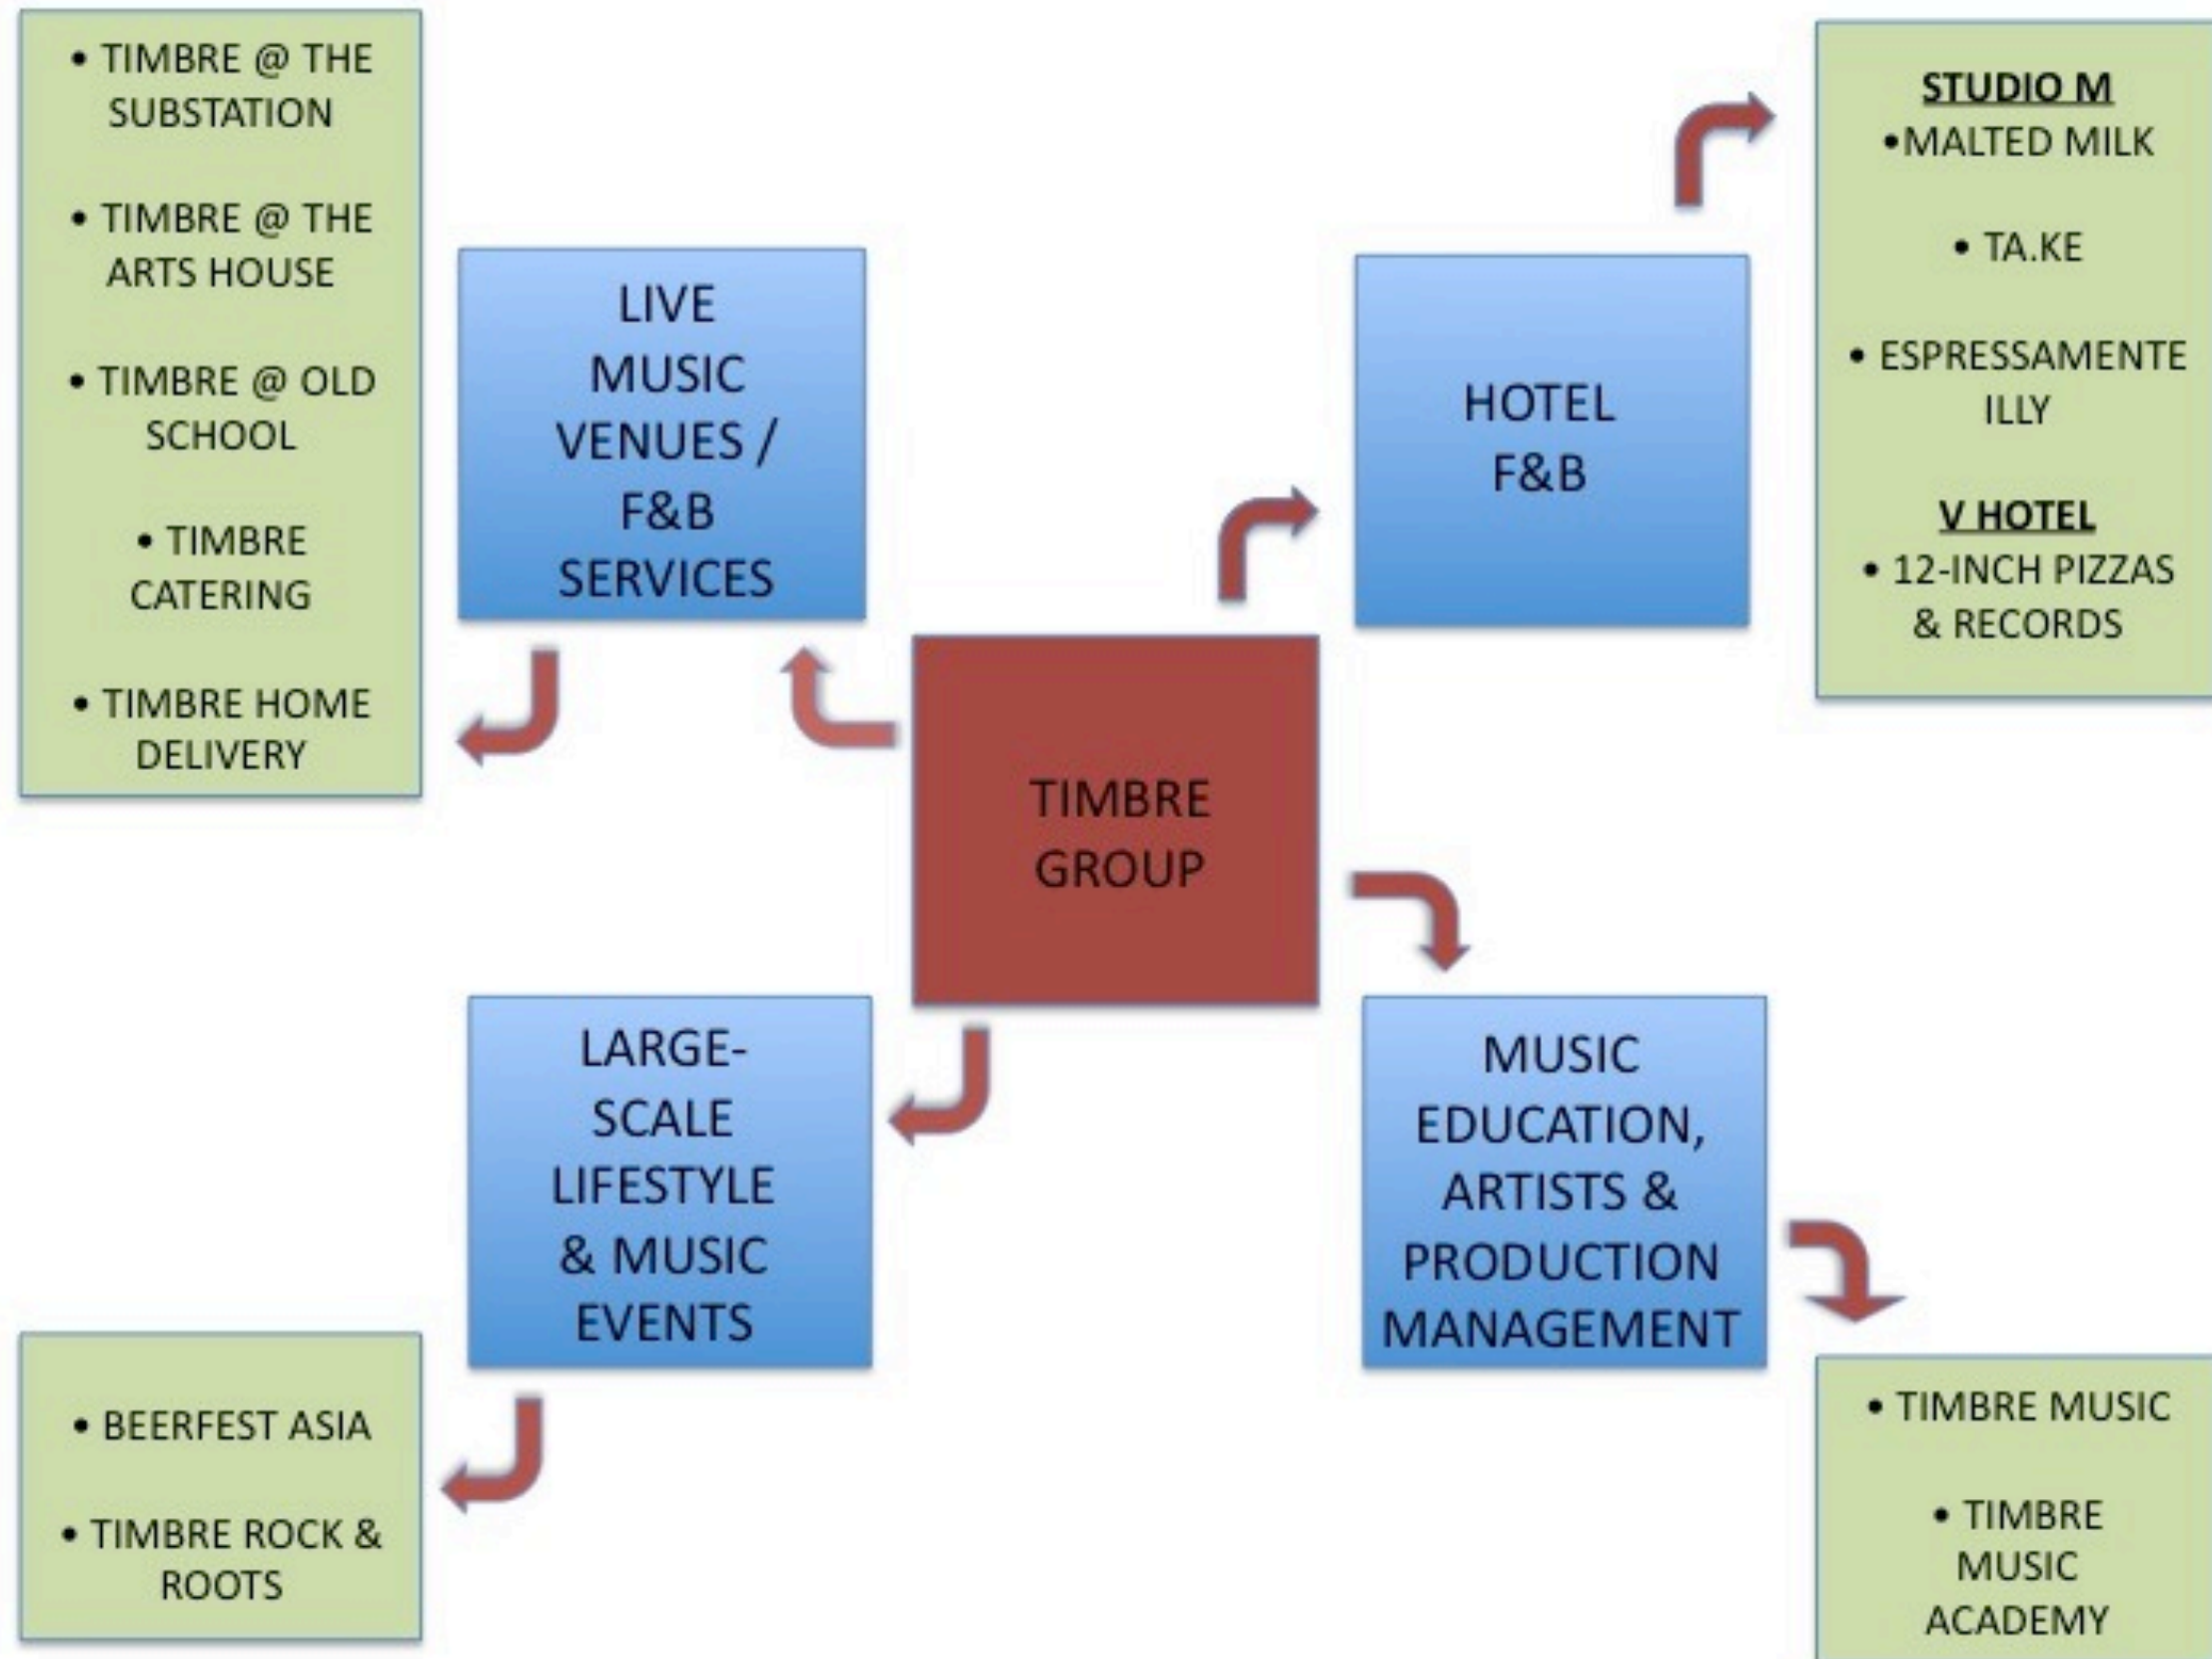 • TIMBRE @ THE
SUBSTATION
• TIMBRE @ THE
ARTS HOUSE
• TIMBRE @ OLD
SCHOOL
• TIMBRE
CATERING
• TIMBRE HOME
DELIVERY
LIVE
MUSIC
VENUES /
F&B
SERVICES
HOTEL
F&B
STUDIO M
•MALTED MILK
• TA.KE
• ESPRESSAMENTE
ILLY
V HOTEL
• 12-INCH PIZZAS
& RECORDS
TIMBRE
GROUP
LARGE-
SCALE
LIFESTYLE
& MUSIC
EVENTS
MUSIC
EDUCATION,
ARTISTS &
PRODUCTION
MANAGEMENT
• BEERFEST ASIA
• TIMBRE ROCK &
ROOTS
• TIMBRE MUSIC
• TIMBRE
MUSIC
ACADEMY